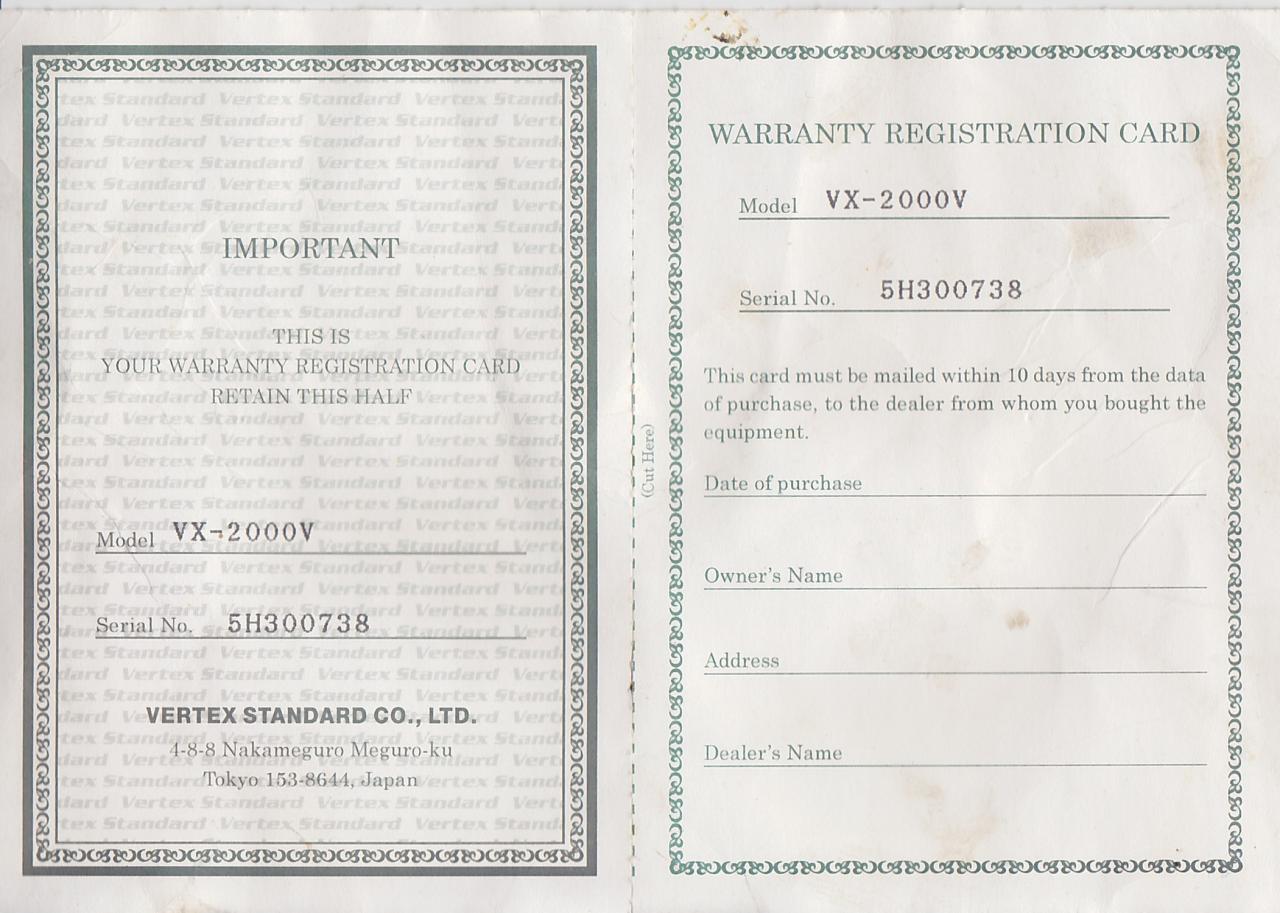 IMPORTANT
THIS IS
YOUR WARRANTY REGISTRATION CARD
RETAIN THIS HALF
Model VX-2000V
Serial No. 5H300738
VERTEX STANDARD CO., LTD.
4-8-8 Nakameguro Meguro-ku
Tokyo 153-8644, Japan
(Cut Here)
WARRANTY REGISTRATION CARD
Model VX-2000V
Serial No. 5H300738
This card must be mailed within 10 days from the data
of purchase, to the dealer from whom you bought the
equipment.
Date of purchase
Owner's Name
Address
Dealer's Name